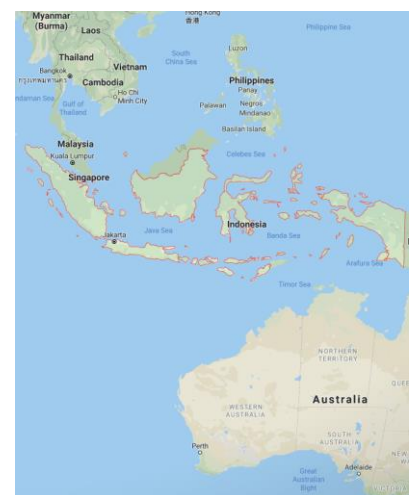 Hong Kong
香港
Myanmar
(Burma)
Laos
Philippine Sea
Luzon
Thailand
Vietnam
South
China Sea
Bangkok
Cambodia
Philippines
Panay
Ho Chi
Minh City
Negros
Palawan
Mindanao
Gulf of
Thailand
Basilan Island
Malaysia
Kuala Lumpur
Celebes Sea
Singapore
Indonesia
Jakarta
Java Sea
Banda Sea
Arafura Sea
Timor Sea
NORTHERN
TERRITORY
Australia
WESTERN
AUSTRALIA
SOUTH
AUSTRALIA
Perth
Great
Australian
Bight
Adelaide